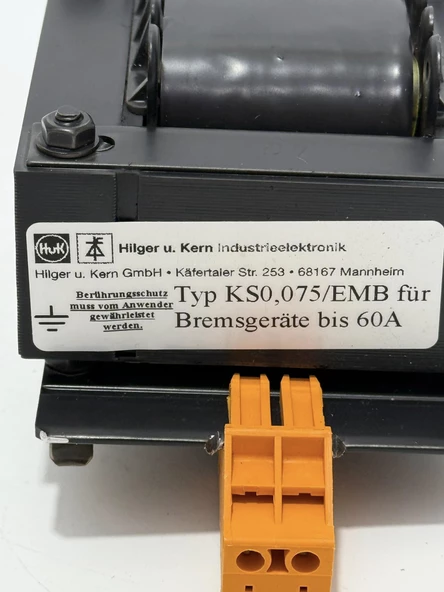 HuK Hilger u. Kern Industrieelektronik
Hilger u. Kern GmbH • Käfertaler Str. 253 • 68167 Mannheim
Berührungsschutz
muss vom Anwender
gewährleistet
werden.
Typ KS0,075/EMB für
Bremsgeräte bis 60A